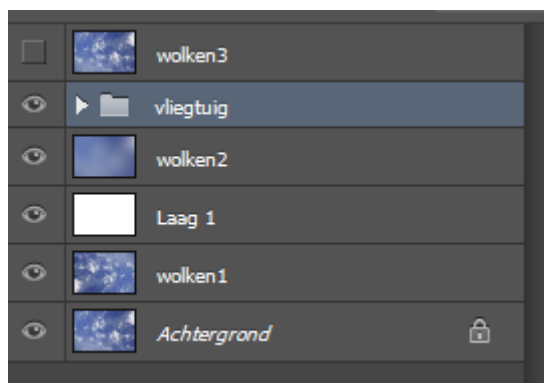 wolken3
vliegtuig
wolken2
Laag 1
wolken1
Achtergrond